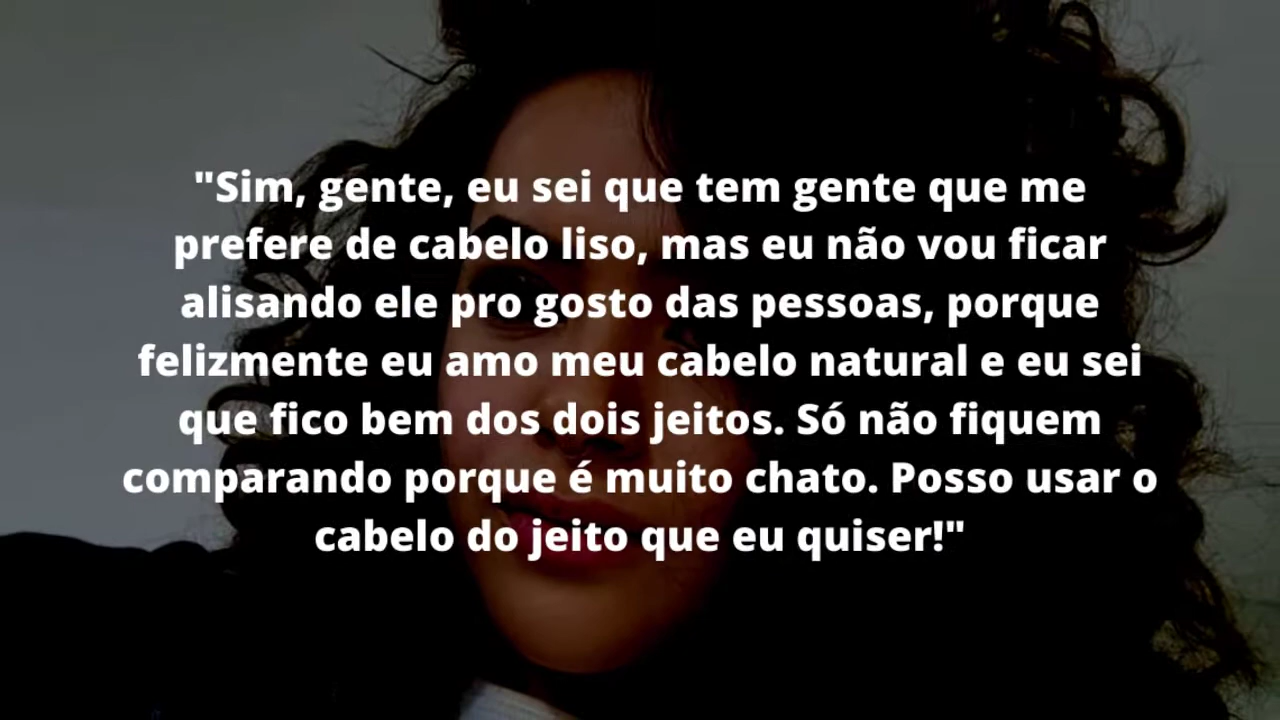 "Sim, gente, eu sei que tem gente que me
prefere de cabelo liso, mas eu não vou ficar
alisando ele pro gosto das pessoas, porque
felizmente eu amo meu cabelo natural e eu sei
que fico bem dos dois jeitos. Só não fiquem
comparando porque é muito chato. Posso usar o
cabelo do jeito que eu quiser!"